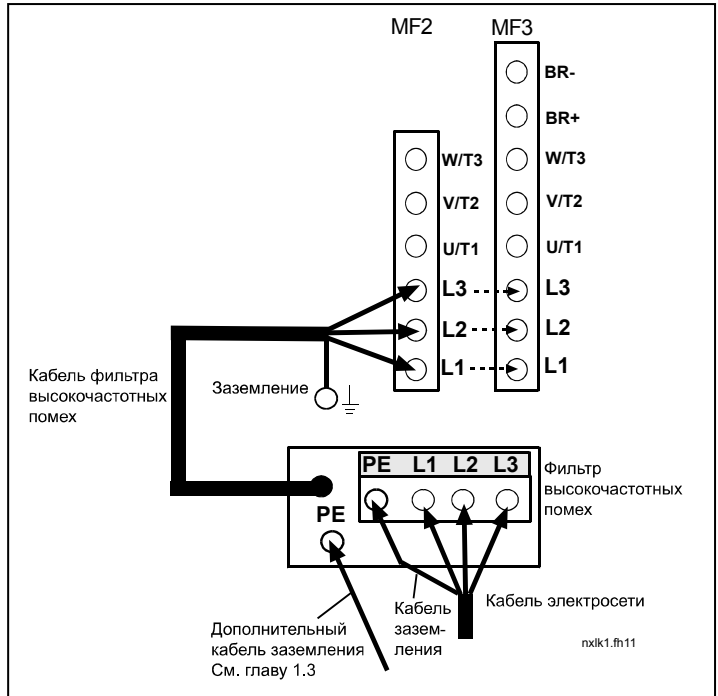 MF2 MF3
BR-
BR+
W/T3 W/T3
V/T2 V/T2
U/T1 U/T1
L3 L3
L2 L2
L1 L1
Кабель фильтра
высокочастотных
помех
Заземление
PE L1 L2 L3
Фильтр
высокочастотных
помех
PE
Дополнительный
кабель заземления
См. главу 1.3
Кабель
зазем-
ления
Кабель электросети
nxlk1.fh11